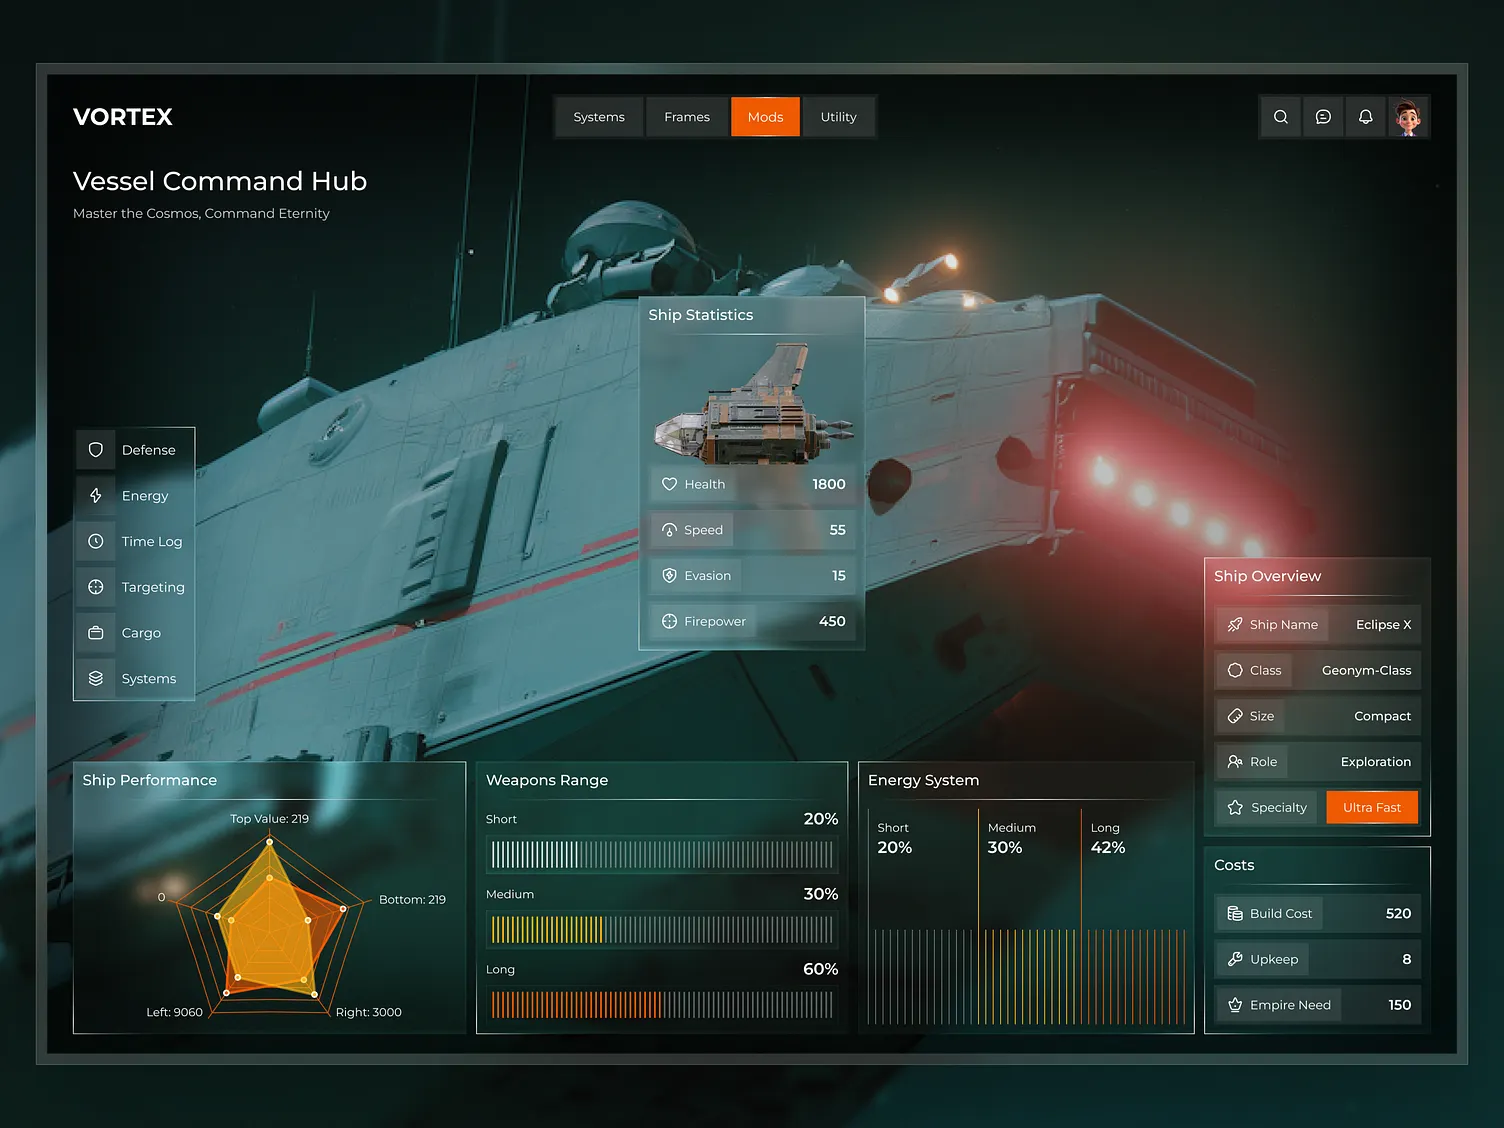 VORTEX
Systems
Frames
Mods
Utility
Vessel Command Hub
Master the Cosmos, Command Eternity
Defense
Energy
Time Log
Targeting
Cargo
Systems
Ship Statistics
Health 1800
Speed 55
Evasion 15
Firepower 450
Ship Overview
Ship Name Eclipse X
Class Geonym-Class
Size Compact
Role Exploration
Specialty Ultra Fast
Ship Performance
Top Value: 219
0
Bottom: 219
Left: 9060
Right: 3000
Weapons Range
Short 20%
Medium 30%
Long 60%
Energy System
Short
20%
Medium
30%
Long
42%
Costs
Build Cost 520
Upkeep 8
Empire Need 150